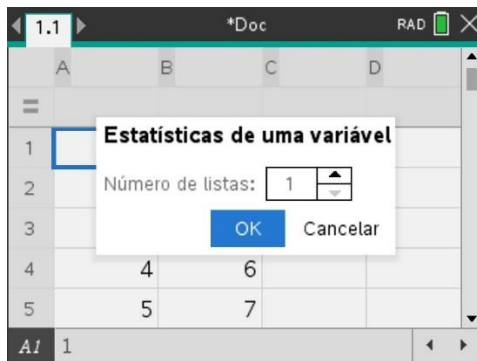 1.1 *Doc RAD
A B C D
=
1
Estatísticas de uma variável
2 Número de listas: 1
3 OK Cancelar
4 4 6
5 5 7
A1 1